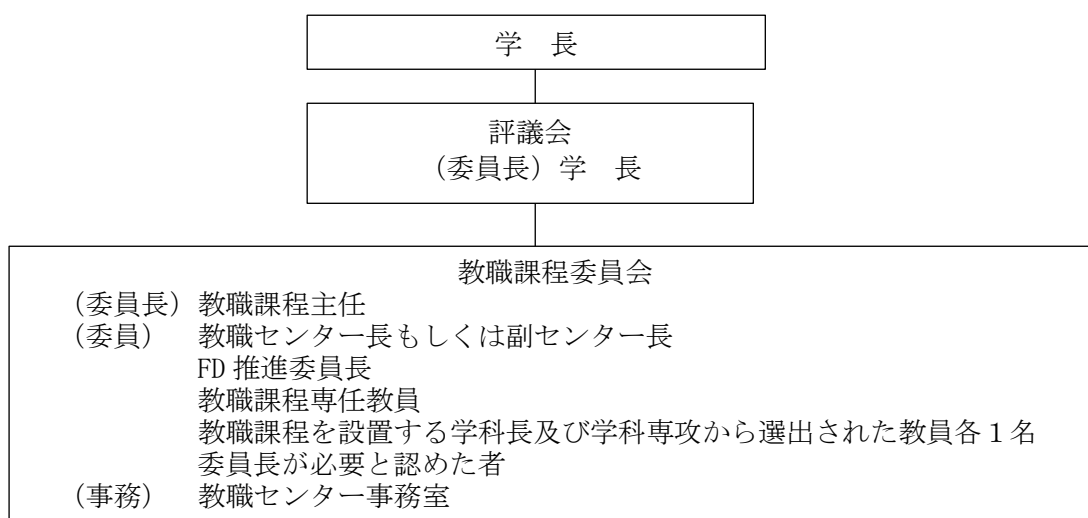 学　長
評議会
（委員長）学　長
教職課程委員会
（委員長）教職課程主任
（委員）　教職センター長もしくは副センター長
FD 推進委員長
教職課程専任教員
教職課程を設置する学科長及び学科専攻から選出された教員各１名
委員長が必要と認めた者
（事務）　教職センター事務室